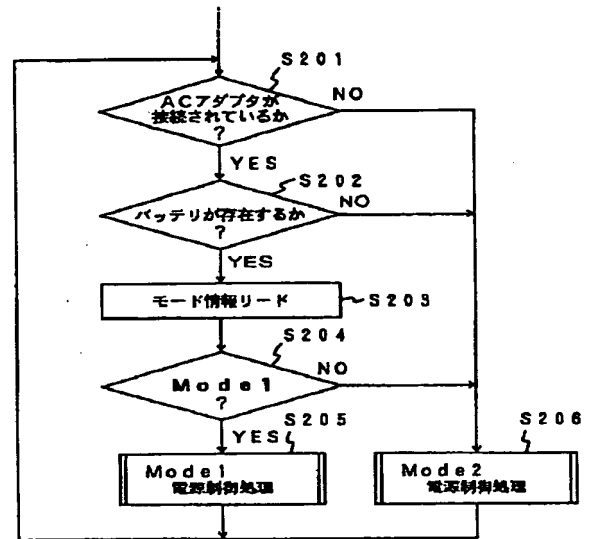 S201
ACアダプタが
接続されているか
?
NO
YES
S202
バッテリが存在するか
?
NO
YES
モード情報リード
S203
S204
Mode1
?
NO
YES
S205
Mode1
電源制御処理
S206
Mode2
電源制御処理